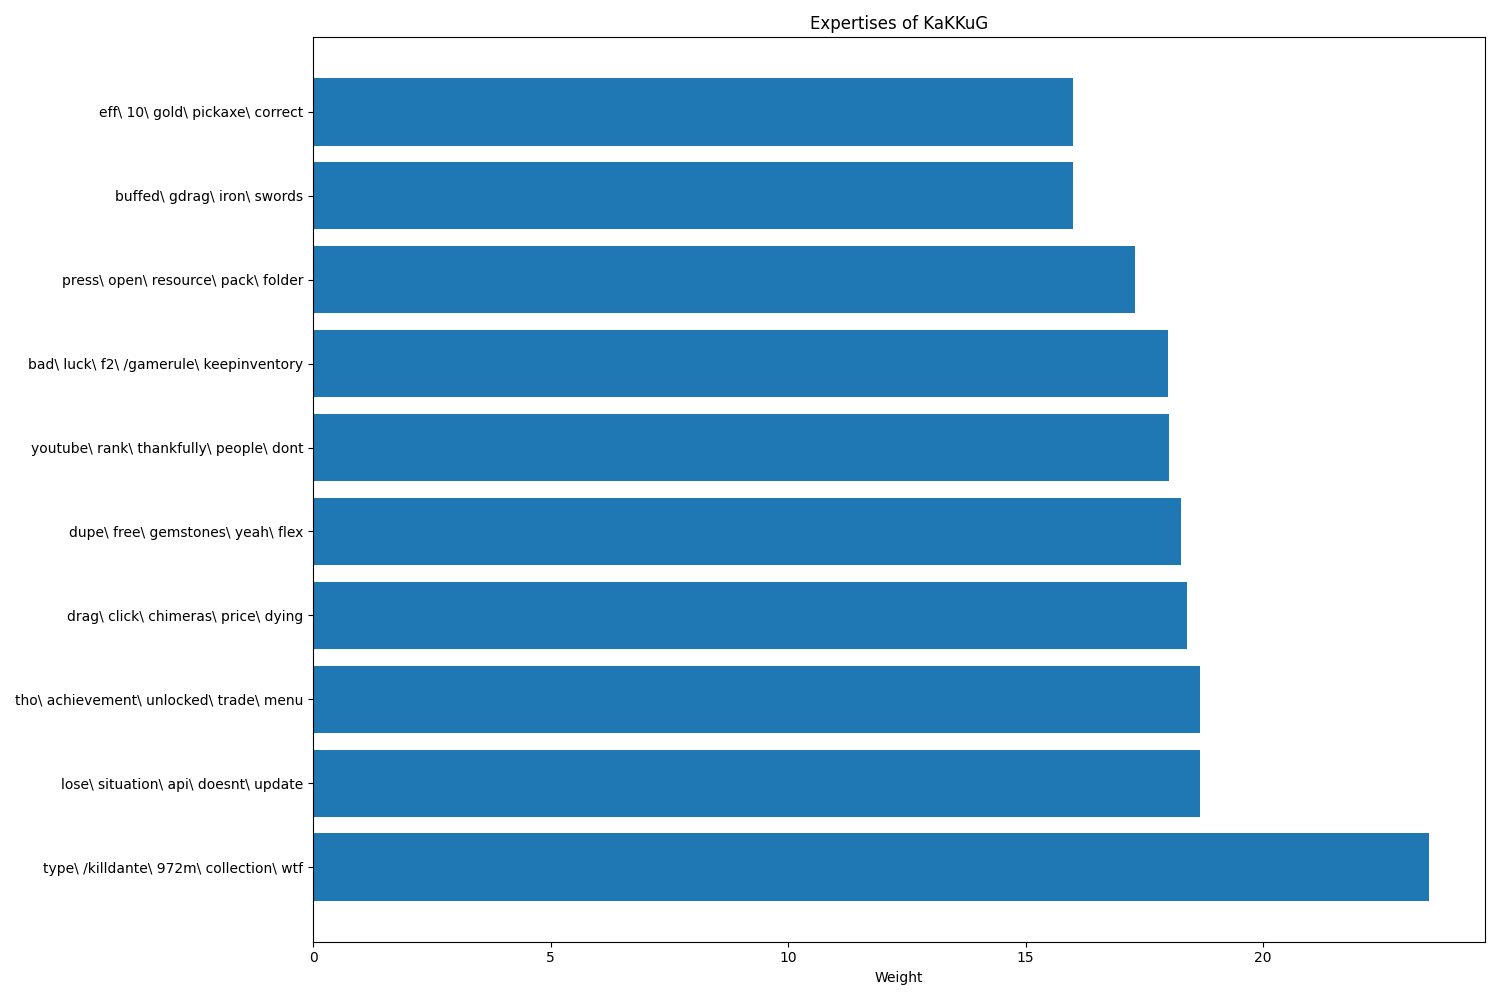 Expertises of KaKKuG
eff\ 10\ gold\ pickaxe\ correct
buffed\ gdrag\ iron\ swords
press\ open\ resource\ pack\ folder
bad\ luck\ f2\ /gamerule\ keepinventory
youtube\ rank\ thankfully\ people\ dont
dupe\ free\ gemstones\ yeah\ flex
drag\ click\ chimeras\ price\ dying
tho\ achievement\ unlocked\ trade\ menu
lose\ situation\ api\ doesnt\ update
type\ /killdante\ 972m\ collection\ wtf
0 5 10 15 20
Weight